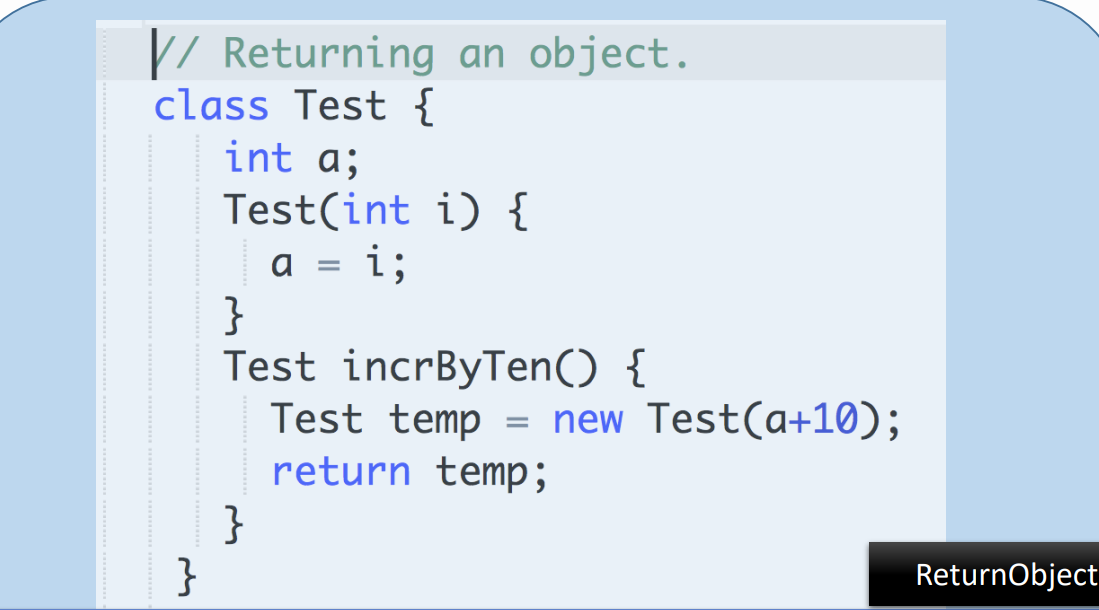 // Returning an object.
class Test {
int a;
Test(int i) {
a = i;
}
Test incrByTen() {
Test temp = new Test(a+10);
return temp;
}
}
ReturnObject